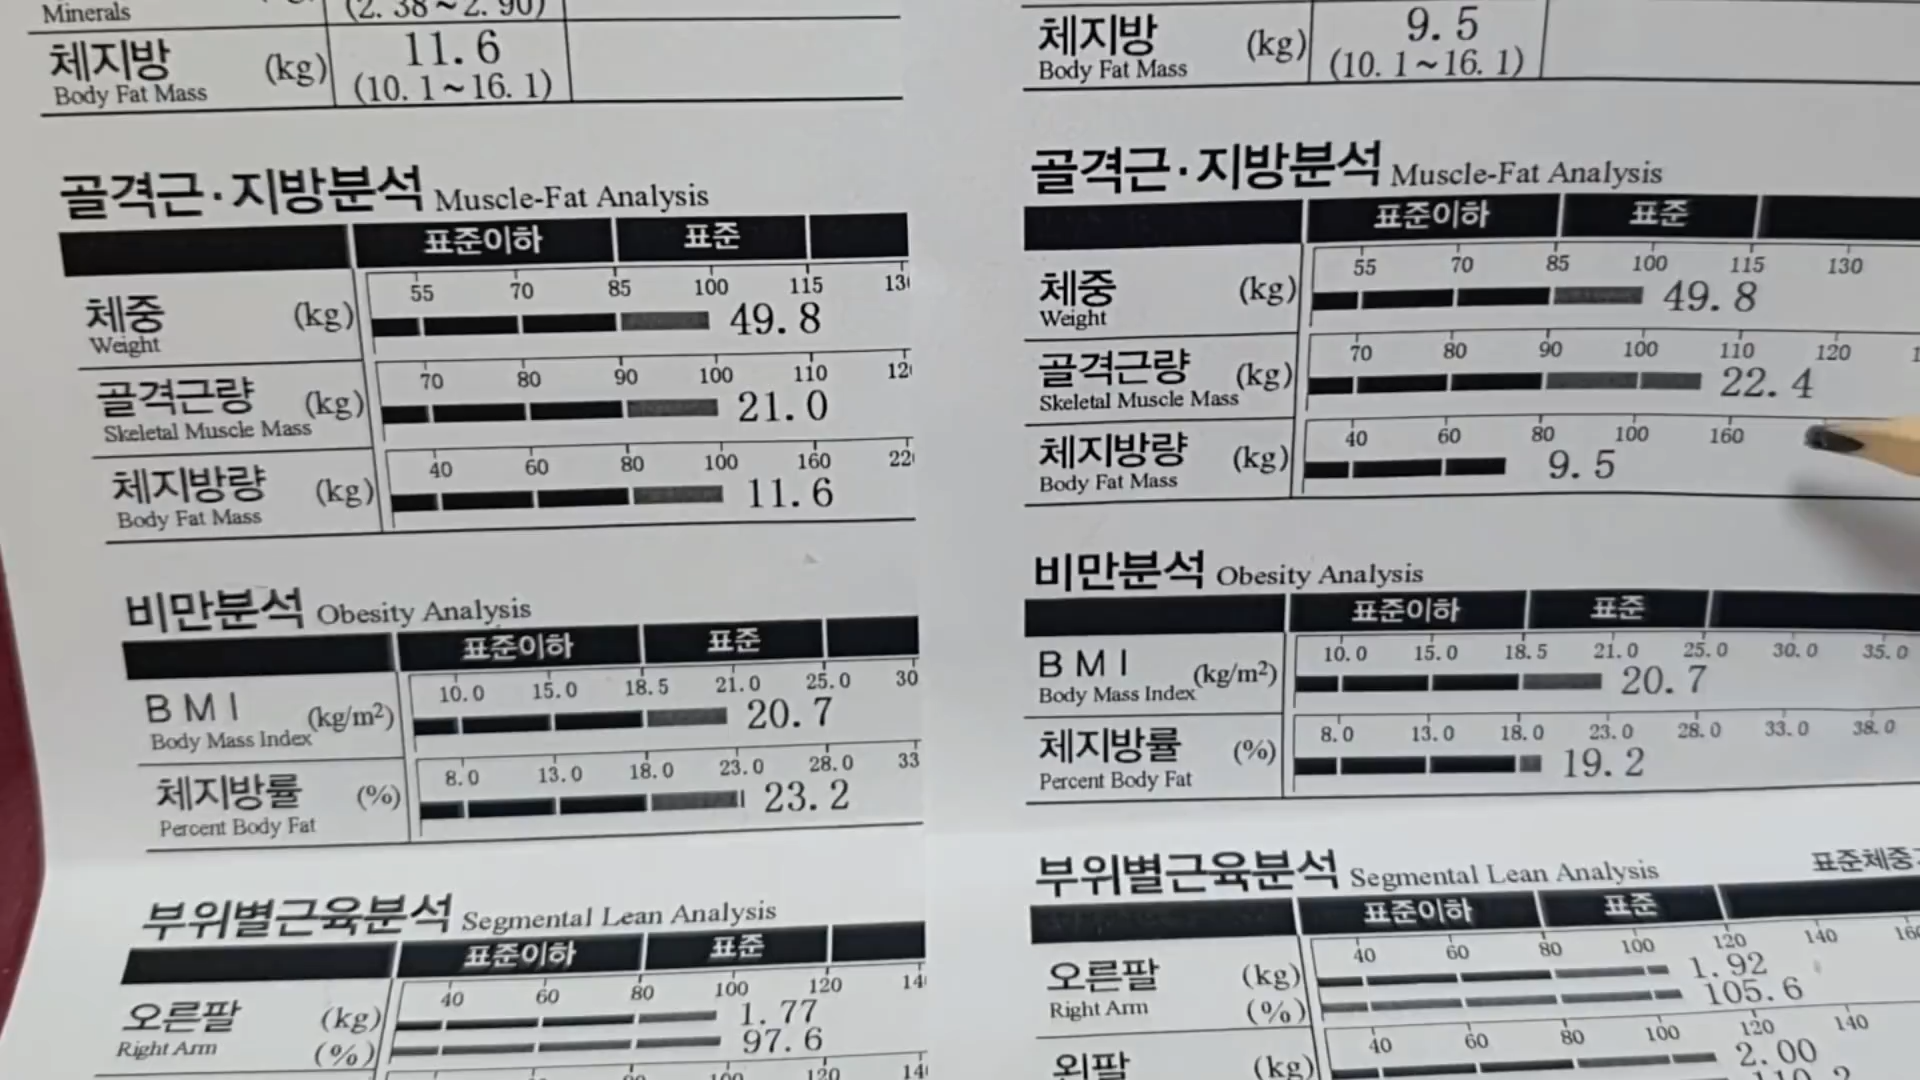 Minerals
(2. 38~2. 90)
체지방 (kg) 11. 6
Body Fat Mass (10. 1~16. 1)
골격근·지방분석 Muscle-Fat Analysis
표준이하 표준
55 70 85 100 115
체중 (kg) 49. 8
Weight
70 80 90 100 110
골격근량 (kg) 21. 0
Skeletal Muscle Mass
40 60 80 100 160
체지방량 (kg) 11. 6
Body Fat Mass
비만분석 Obesity Analysis
표준이하 표준
10. 0 15. 0 18. 5 21. 0 25. 0 30
B M I (kg/m²) 20. 7
Body Mass Index
8. 0 13. 0 18. 0 23. 0 28. 0 33
체지방률 (%) 23. 2
Percent Body Fat
부위별근육분석 Segmental Lean Analysis
표준이하 표준
40 60 80 100 120
오른팔 (kg) 1. 77
Right Arm (%) 97. 6
80 100 120
체지방 (kg) 9. 5
Body Fat Mass (10. 1~16. 1)
골격근·지방분석 Muscle-Fat Analysis
표준이하 표준
55 70 85 100 115 130
체중 (kg) 49. 8
Weight
70 80 90 100 110 120
골격근량 (kg) 22. 4
Skeletal Muscle Mass
40 60 80 100 160
체지방량 (kg) 9. 5
Body Fat Mass
비만분석 Obesity Analysis
표준이하 표준
10. 0 15. 0 18. 5 21. 0 25. 0 30. 0 35. 0
B M I (kg/m²) 20. 7
Body Mass Index
8. 0 13. 0 18. 0 23. 0 28. 0 33. 0 38. 0
체지방률 (%) 19. 2
Percent Body Fat
부위별근육분석 Segmental Lean Analysis 표준체중
표준이하 표준
40 60 80 100 120 140
오른팔 (kg) 1. 92
Right Arm (%) 105. 6
40 60 80 100 120 140
왼팔 (kg) 2. 00